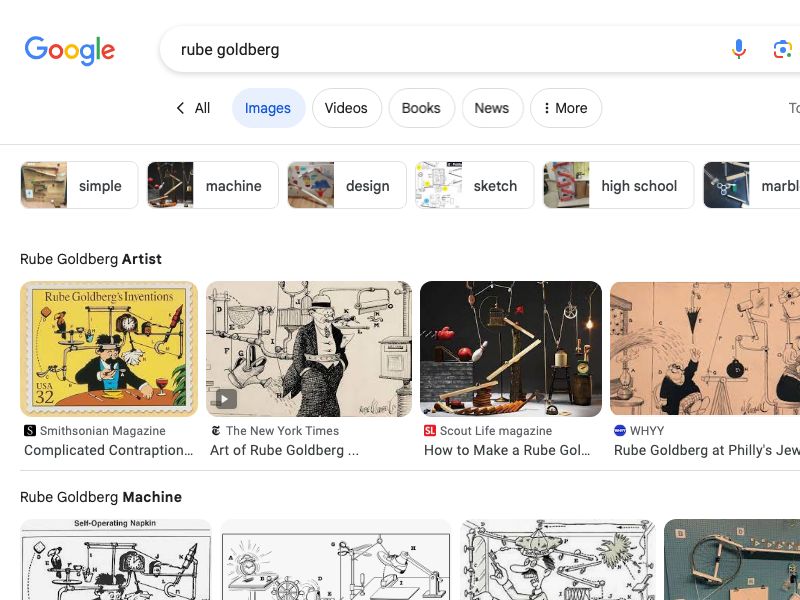 Google
rube goldberg
All Images Videos Books News More
simple machine design sketch high school
Rube Goldberg Artist
Rube Goldberg's Inventions
USA
32
Smithsonian Magazine
Complicated Contraption...
The New York Times
Art of Rube Goldberg ...
SL Scout Life magazine
How to Make a Rube Gol...
WHYY WHYY
Rube Goldberg at Philly's Jew
Rube Goldberg Machine
Self-Operating Napkin